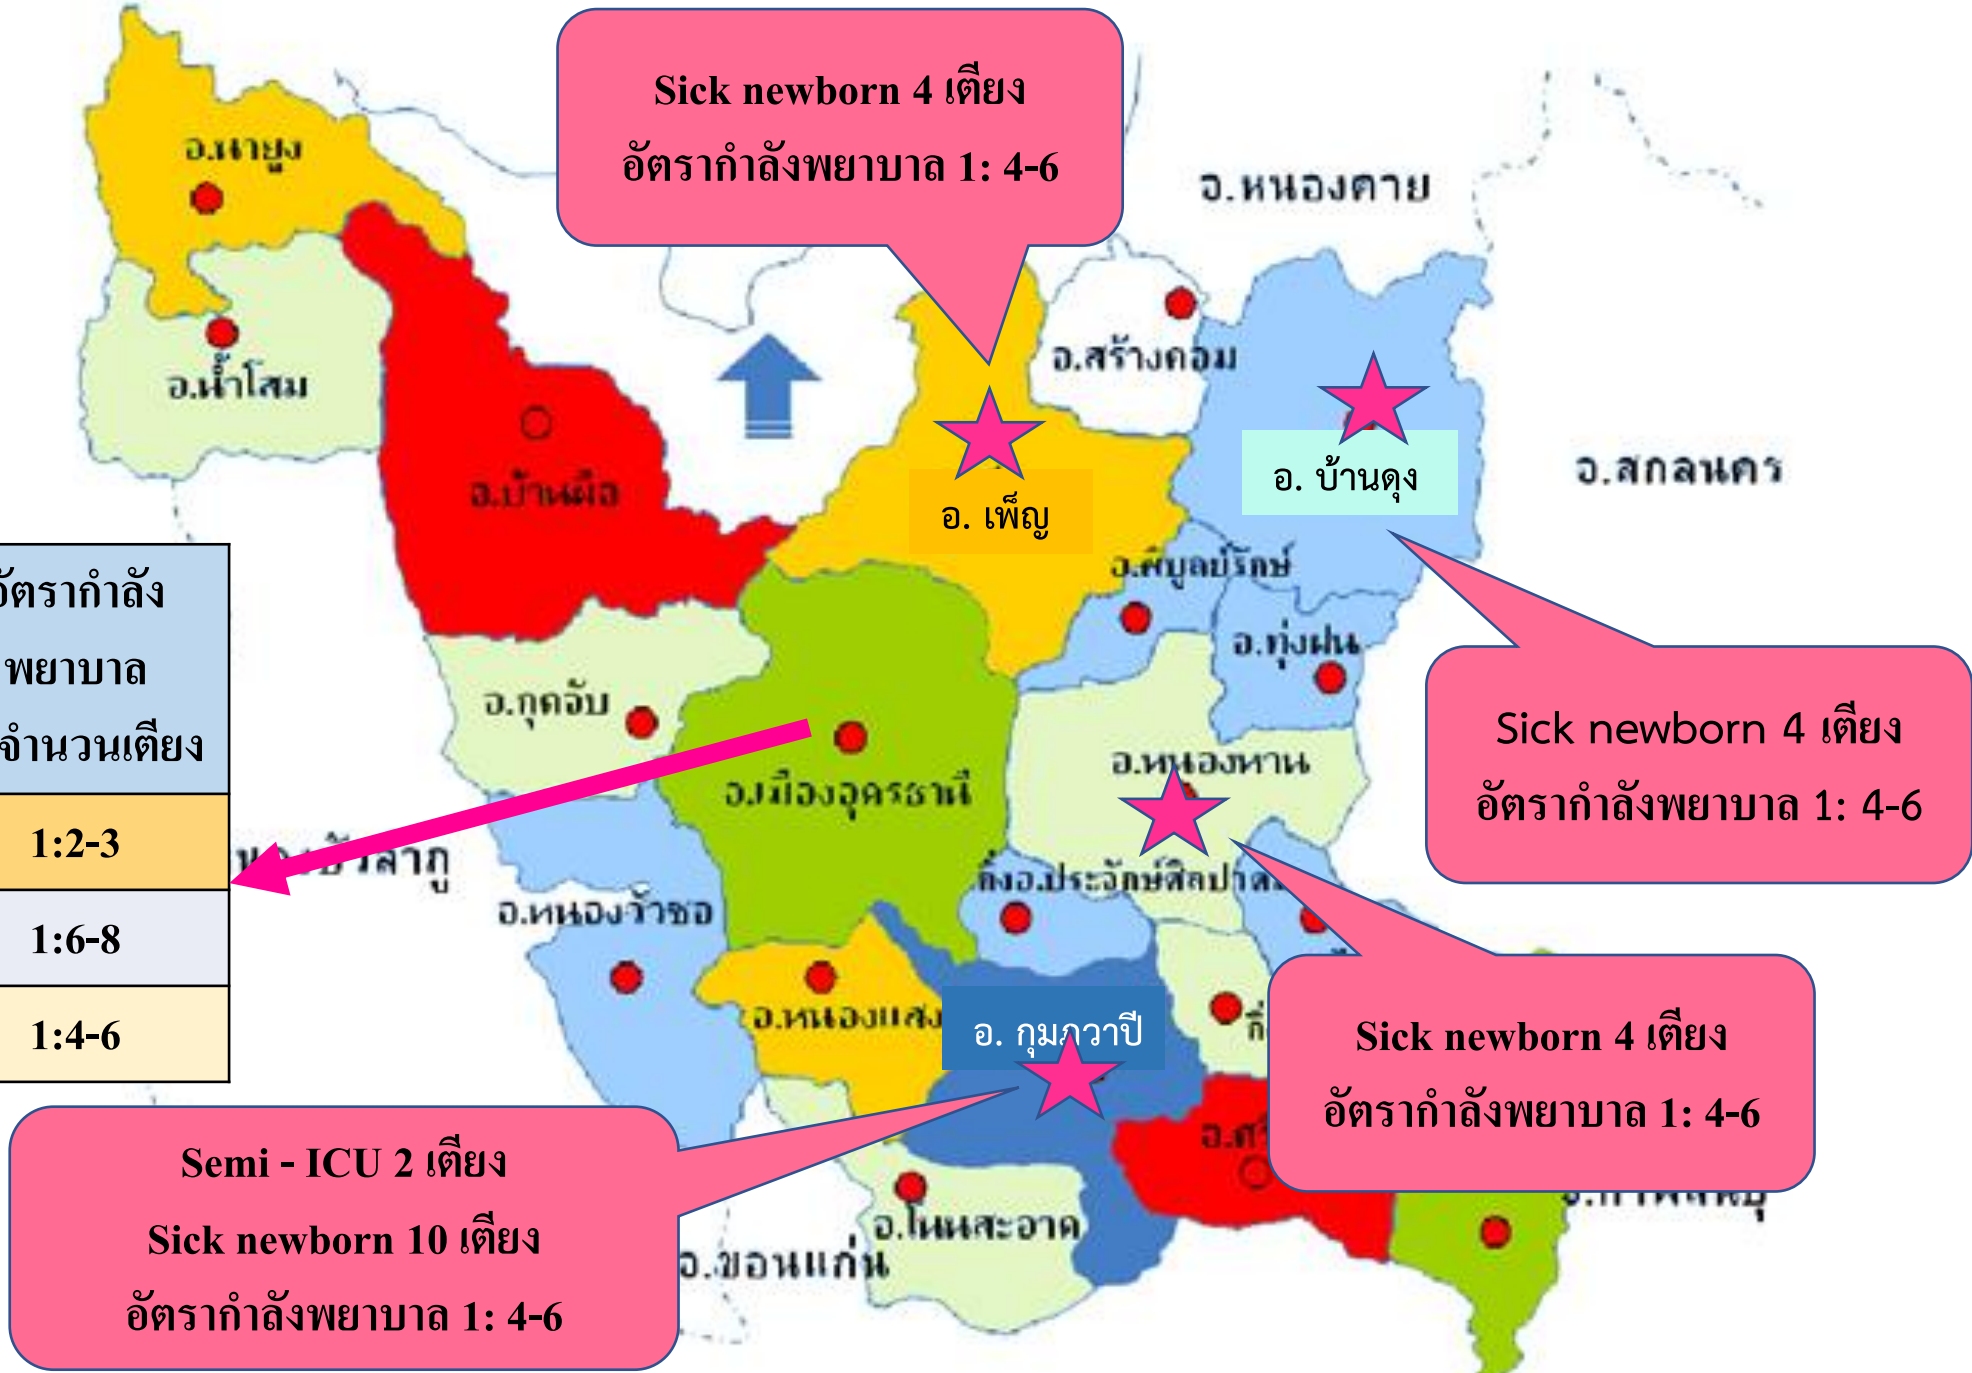 Sick newborn 4 เตียง
อัตรากำลังพยาบาล 1: 4-6
อ.นายูง
อ.หนองคาย
อ.น้ำโสม
อ.สร้างคอม
อ.บ้านผือ
อ. เพ็ญ
อ. บ้านดุง
อ.สกลนคร
อ.พิบูลย์รักษ์
อ.ทุ่งฝน
อัตรากำลัง
พยาบาล
จำนวนเตียง
1:2-3
1:6-8
1:4-6
อ.กุดจับ
อ.เมืองอุดรธานี
อ.หนองหาน
Sick newborn 4 เตียง
อัตรากำลังพยาบาล 1: 4-6
กิ่งอ.ประจักษ์ศิลปาคม
อ.หนองวัวซอ
อ.หนองแสง
อ. กุมภวาปี
Sick newborn 4 เตียง
อัตรากำลังพยาบาล 1: 4-6
Semi - ICU 2 เตียง
Sick newborn 10 เตียง
อัตรากำลังพยาบาล 1: 4-6
อ.โนนสะอาด
อ.ขอนแก่น